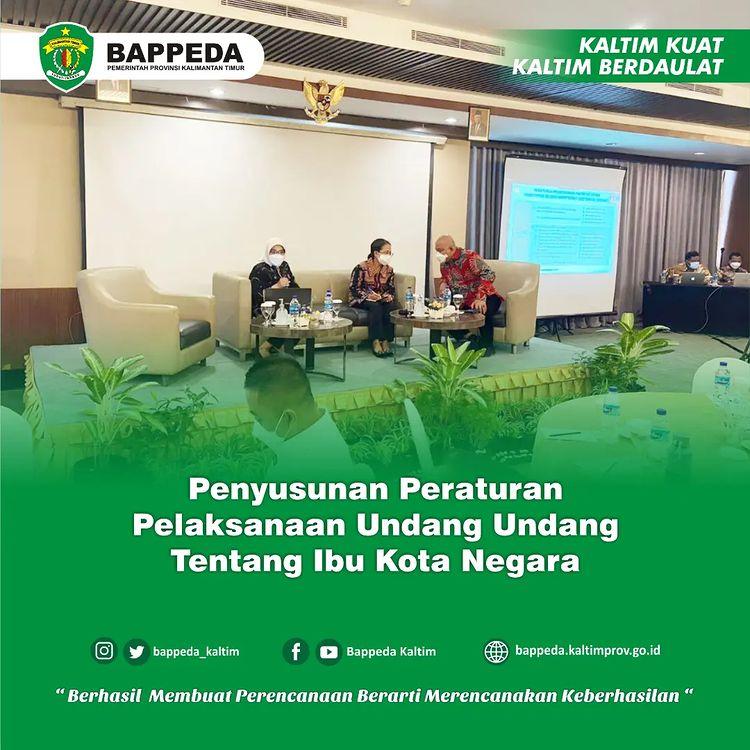 BAPPEDA
PEMERINTAH PROVINSI KALIMANTAN TIMUR
KALTIM KUAT
KALTIM BERDAULAT
Penyusunan Peraturan
Pelaksanaan Undang Undang
Tentang Ibu Kota Negara
bappeda_kaltim
Bappeda Kaltim
bappeda.kaltimprov.go.id
“ Berhasil Membuat Perencanaan Berarti Merencanakan Keberhasilan “